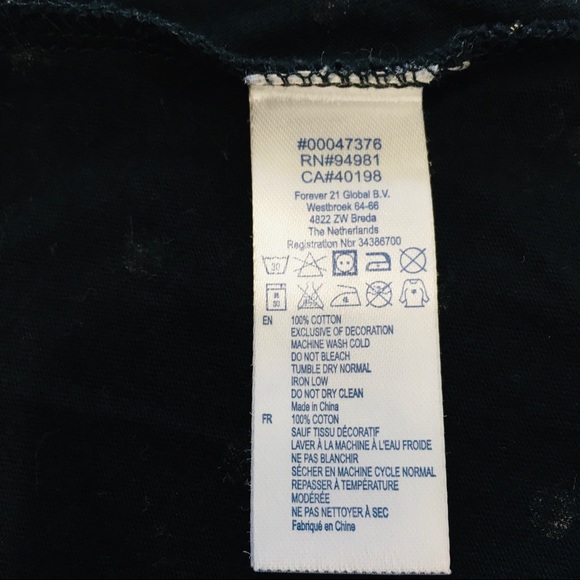 #00047376
RN#94981
CA#40198
Forever 21 Global B.V.
Westbroek 64-66
4822 ZW Breda
The Netherlands
Registration Nbr 34386700
30
EN 100% COTTON
EXCLUSIVE OF DECORATION
MACHINE WASH COLD
DO NOT BLEACH
TUMBLE DRY NORMAL
IRON LOW
DO NOT DRY CLEAN
Made in China
FR 100% COTON
SAUF TISSU DÉCORATIF
LAVER À LA MACHINE À L'EAU FROIDE
NE PAS BLANCHIR
SÉCHER EN MACHINE CYCLE NORMAL
REPASSER À TEMPÉRATURE
MODÉRÉE
NE PAS NETTOYER À SEC
Fabriqué en Chine